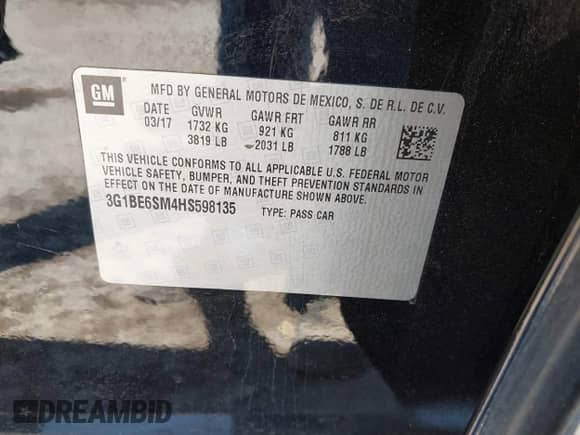 GM
MFD BY GENERAL MOTORS DE MEXICO, S. DE R.L. DE C.V.
DATE GVWR GAWR FRT GAWR RR
03/17 1732 KG 921 KG 811 KG
3819 LB 2031 LB 1788 LB
THIS VEHICLE CONFORMS TO ALL APPLICABLE U.S. FEDERAL MOTOR
VEHICLE SAFETY, BUMPER, AND THEFT PREVENTION STANDARDS IN
EFFECT ON THE DATE OF MANUFACTURE SHOWN ABOVE.
3G1BE6SM4HS598135 TYPE: PASS CAR
DREAMBID